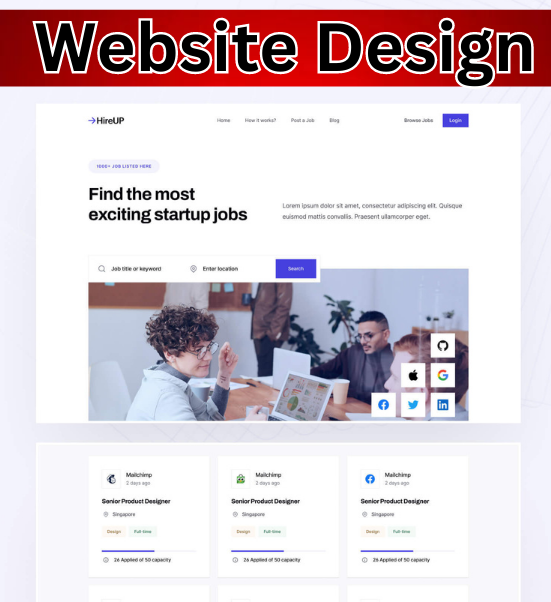 Website Design
HireUP
Home How it works? Post a Job Blog Browse Jobs Login
1000+ JOB LISTED HERE
Find the most
exciting startup jobs
Lorem ipsum dolor sit amet, consectetur adipiscing elit. Quisque
euismod mattis convallis. Praesent ullamcorper eget.
Job title or keyword Enter location Search
Mailchimp
2 days ago
Senior Product Designer
Singapore
Design Full-time
26 Applied of 50 capacity
Mailchimp
2 days ago
Senior Product Designer
Singapore
Design Full-time
26 Applied of 50 capacity
Mailchimp
2 days ago
Senior Product Designer
Singapore
Design Full-time
26 Applied of 50 capacity